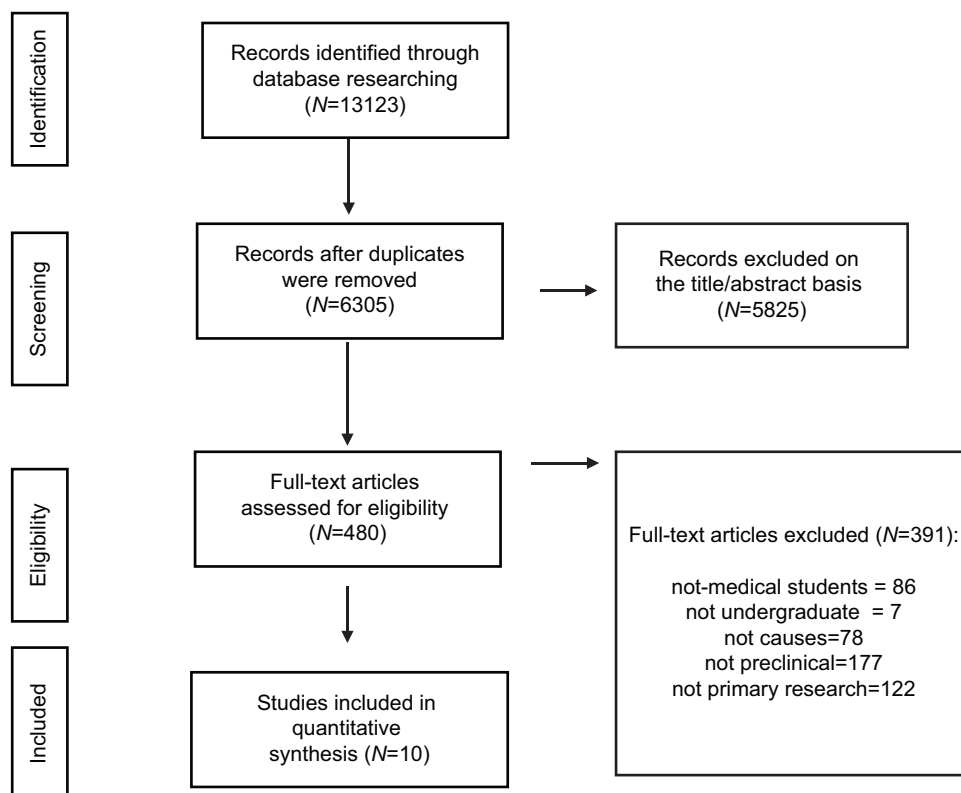 Identification
Records identified through
database researching
(N=13123)
Screening
Records after duplicates
were removed
(N=6305)
Records excluded on
the title/abstract basis
(N=5825)
Eligibility
Full-text articles
assessed for eligibility
(N=480)
Full-text articles excluded (N=391):
not-medical students = 86
not undergraduate = 7
not causes=78
not preclinical=177
not primary research=122
Included
Studies included in
quantitative
synthesis (N=10)